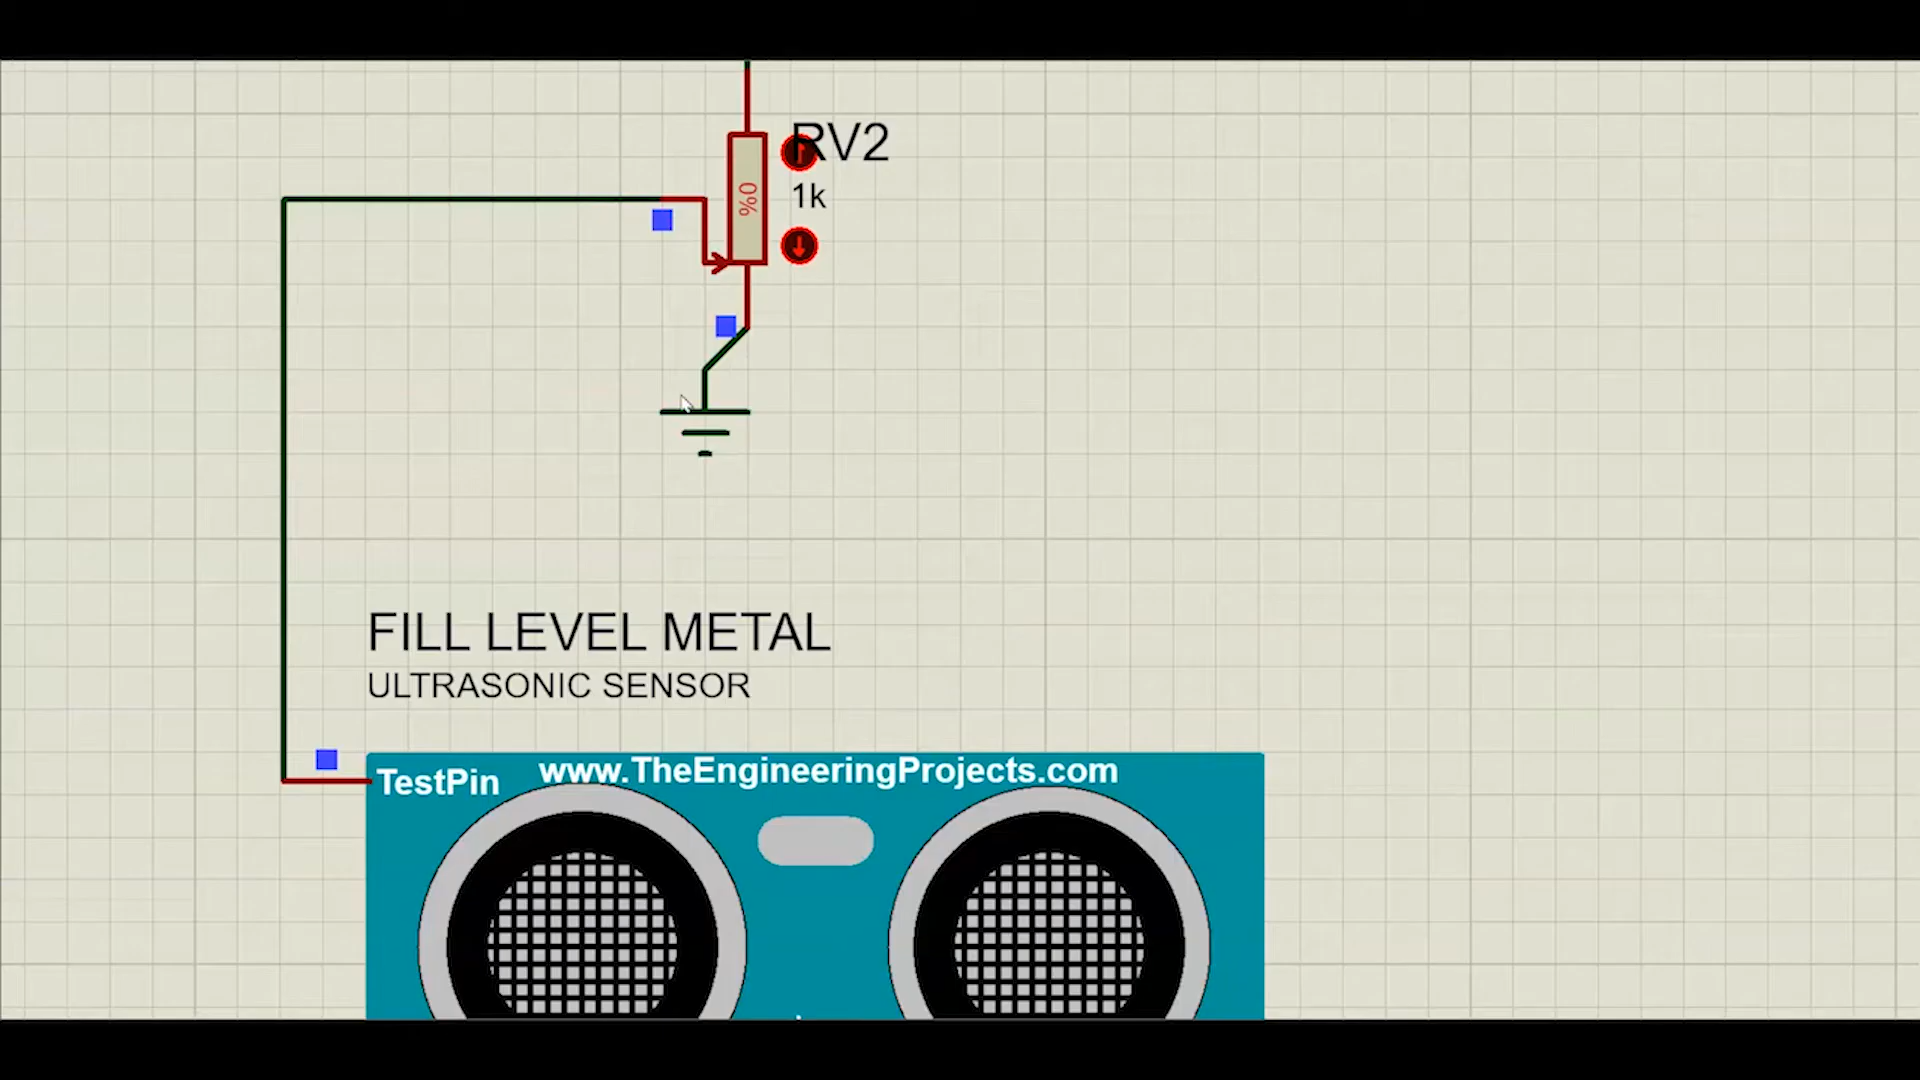 RV2
1k
0%
FILL LEVEL METAL
ULTRASONIC SENSOR
TestPin
www.TheEngineeringProjects.com